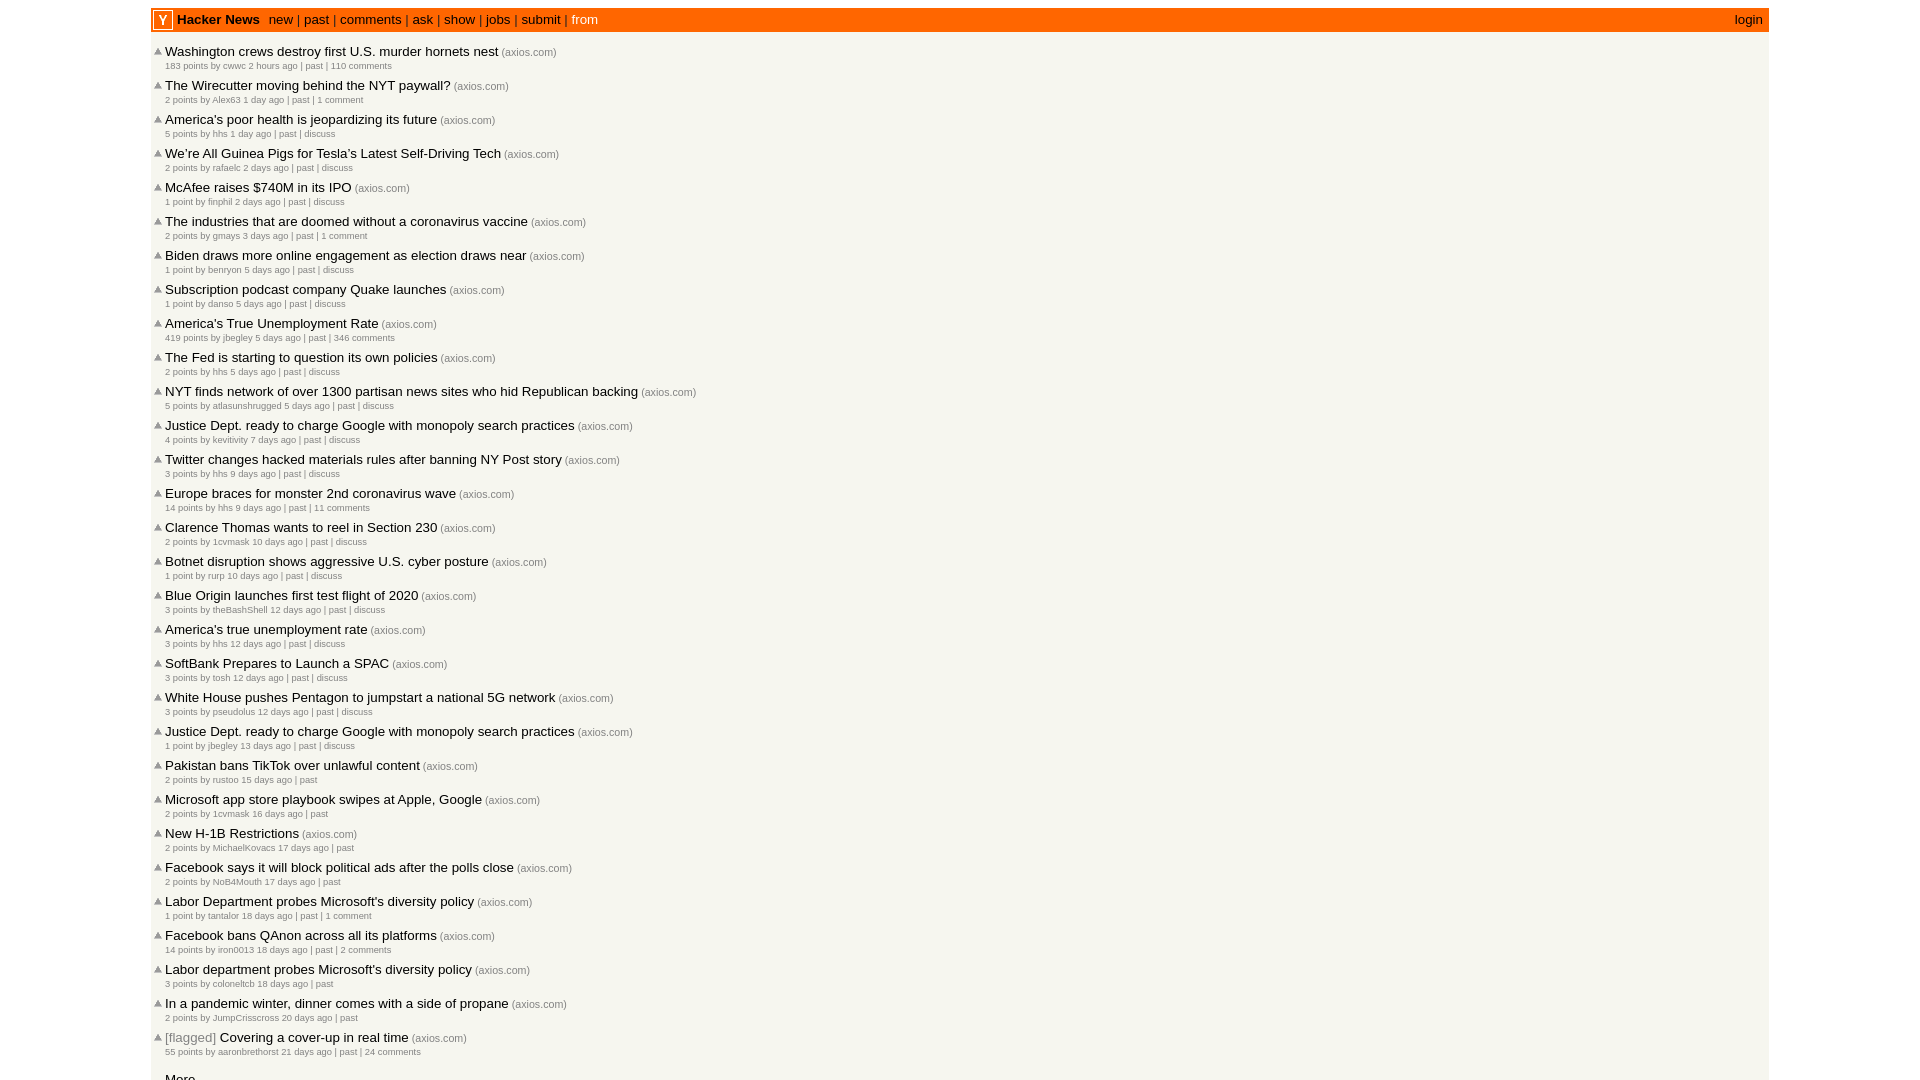 Y Hacker News new | past | comments | ask | show | jobs | submit | from login
Washington crews destroy first U.S. murder hornets nest (axios.com)
183 points by cwwc 2 hours ago | past | 110 comments
The Wirecutter moving behind the NYT paywall? (axios.com)
2 points by Alex63 1 day ago | past | 1 comment
America's poor health is jeopardizing its future (axios.com)
5 points by hhs 1 day ago | past | discuss
We’re All Guinea Pigs for Tesla’s Latest Self-Driving Tech (axios.com)
2 points by rafaelc 2 days ago | past | discuss
McAfee raises $740M in its IPO (axios.com)
1 point by finphil 2 days ago | past | discuss
The industries that are doomed without a coronavirus vaccine (axios.com)
2 points by gmays 3 days ago | past | 1 comment
Biden draws more online engagement as election draws near (axios.com)
1 point by benryon 5 days ago | past | discuss
Subscription podcast company Quake launches (axios.com)
1 point by danso 5 days ago | past | discuss
America's True Unemployment Rate (axios.com)
419 points by jbegley 5 days ago | past | 346 comments
The Fed is starting to question its own policies (axios.com)
2 points by hhs 5 days ago | past | discuss
NYT finds network of over 1300 partisan news sites who hid Republican backing (axios.com)
5 points by atlasunshrugged 5 days ago | past | discuss
Justice Dept. ready to charge Google with monopoly search practices (axios.com)
4 points by kevitivity 7 days ago | past | discuss
Twitter changes hacked materials rules after banning NY Post story (axios.com)
3 points by hhs 9 days ago | past | discuss
Europe braces for monster 2nd coronavirus wave (axios.com)
14 points by hhs 9 days ago | past | 11 comments
Clarence Thomas wants to reel in Section 230 (axios.com)
2 points by 1cvmask 10 days ago | past | discuss
Botnet disruption shows aggressive U.S. cyber posture (axios.com)
1 point by rurp 10 days ago | past | discuss
Blue Origin launches first test flight of 2020 (axios.com)
3 points by theBashShell 12 days ago | past | discuss
America's true unemployment rate (axios.com)
3 points by hhs 12 days ago | past | discuss
SoftBank Prepares to Launch a SPAC (axios.com)
3 points by tosh 12 days ago | past | discuss
White House pushes Pentagon to jumpstart a national 5G network (axios.com)
3 points by pseudolus 12 days ago | past | discuss
Justice Dept. ready to charge Google with monopoly search practices (axios.com)
1 point by jbegley 13 days ago | past | discuss
Pakistan bans TikTok over unlawful content (axios.com)
2 points by rustoo 15 days ago | past
Microsoft app store playbook swipes at Apple, Google (axios.com)
2 points by 1cvmask 16 days ago | past
New H-1B Restrictions (axios.com)
2 points by MichaelKovacs 17 days ago | past
Facebook says it will block political ads after the polls close (axios.com)
2 points by NoB4Mouth 17 days ago | past
Labor Department probes Microsoft's diversity policy (axios.com)
1 point by tantalor 18 days ago | past | 1 comment
Facebook bans QAnon across all its platforms (axios.com)
14 points by iron0013 18 days ago | past | 2 comments
Labor department probes Microsoft's diversity policy (axios.com)
3 points by coloneltcb 18 days ago | past
In a pandemic winter, dinner comes with a side of propane (axios.com)
2 points by JumpCrisscross 20 days ago | past
[flagged] Covering a cover-up in real time (axios.com)
55 points by aaronbrethorst 21 days ago | past | 24 comments
More